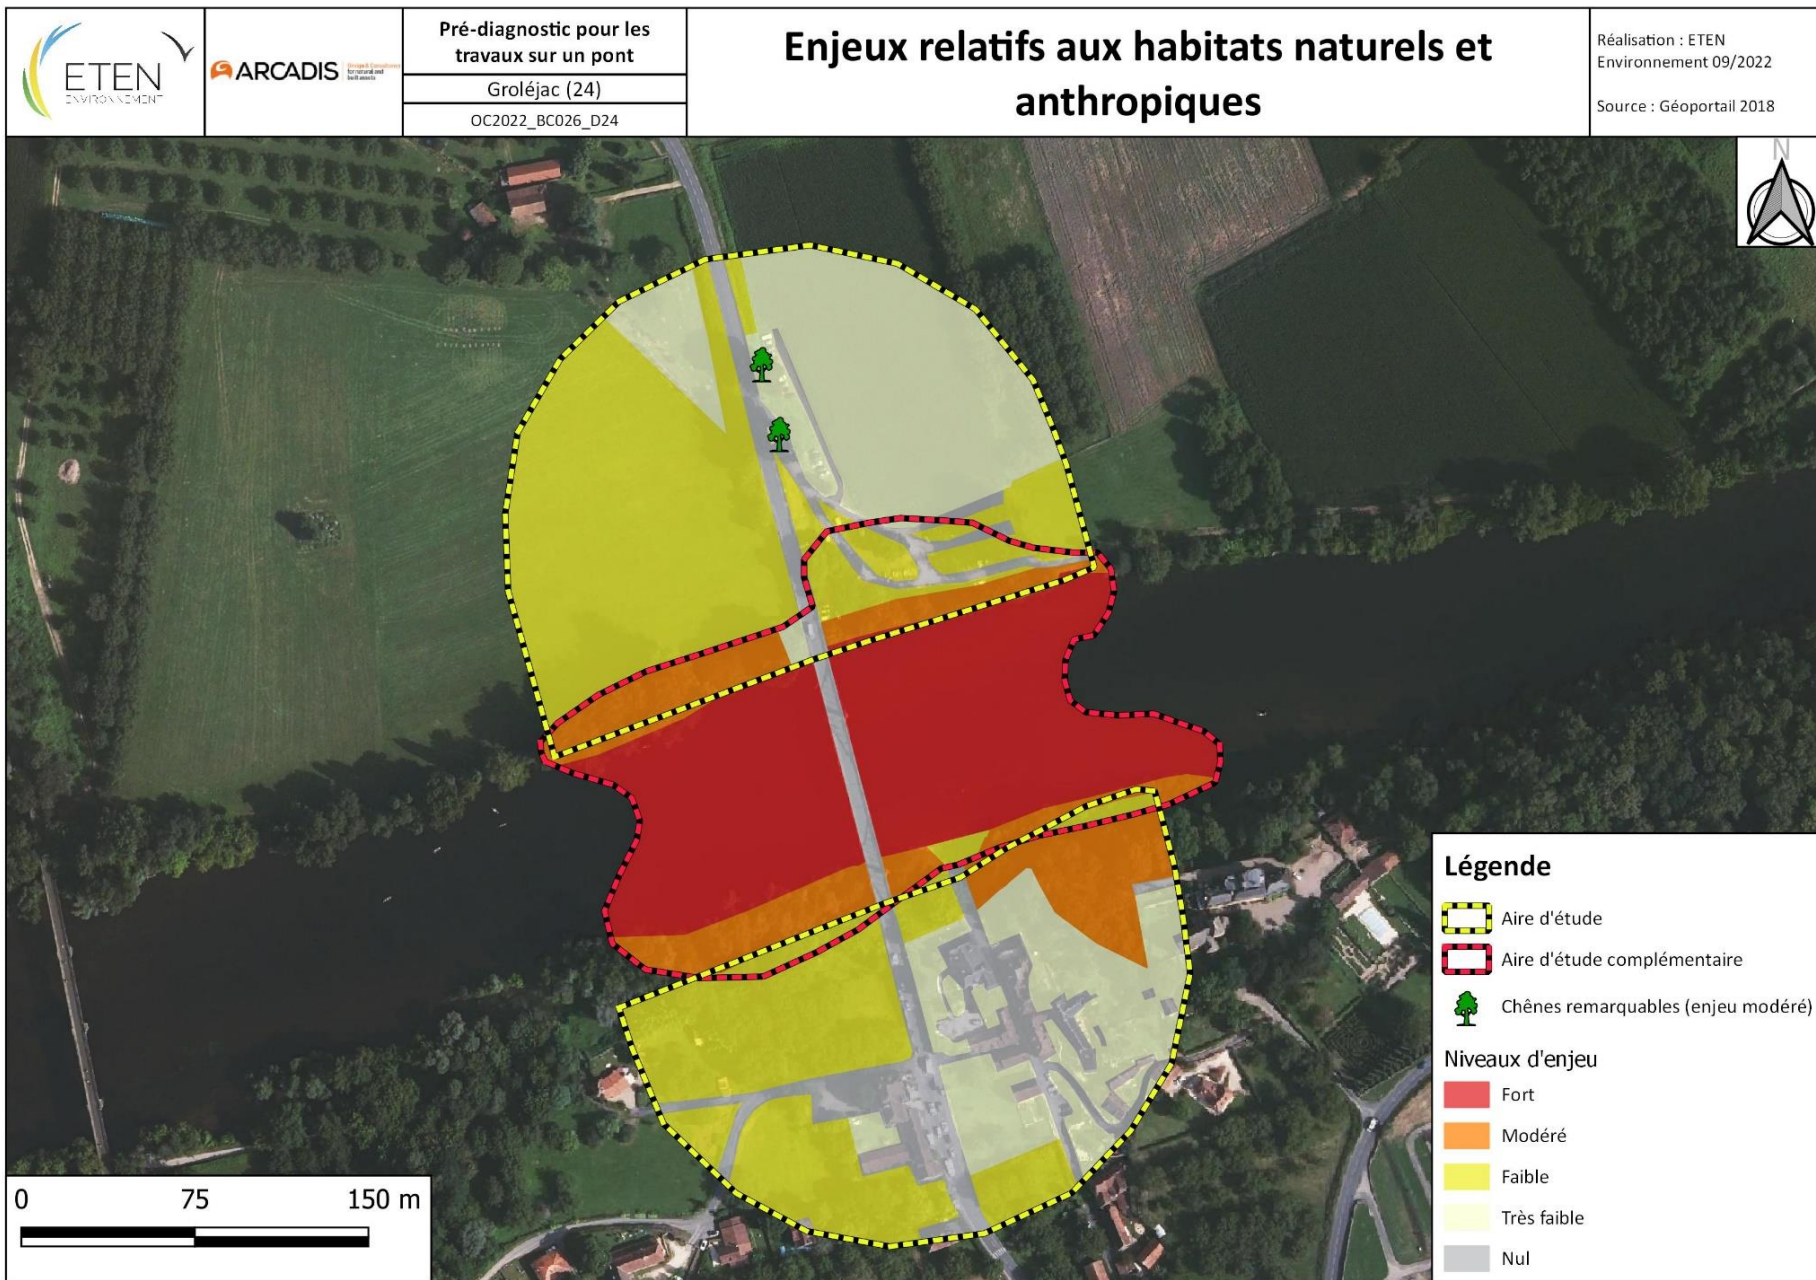 ETEN
ENVIRONNEMENT
ARCADIS
Pré-diagnostic pour les
travaux sur un pont
Groléjac (24)
OC2022_BC026_D24
Enjeux relatifs aux habitats naturels et
anthropiques
Réalisation : ETEN
Environnement 09/2022
Source : Géoportail 2018
N
Légende
Aire d'étude
Aire d'étude complémentaire
Chênes remarquables (enjeu modéré)
Niveaux d'enjeu
Fort
Modéré
Faible
Très faible
Nul
0 75 150 m